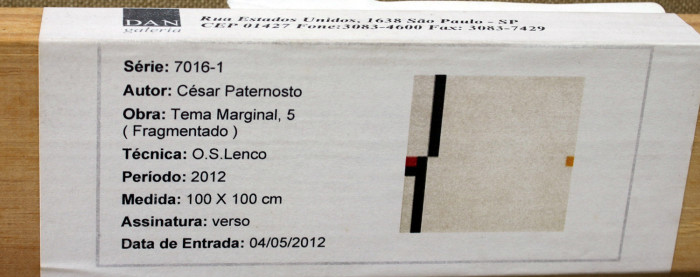 DAN
galeria
Rua Estados Unidos, 1638 São Paulo - SP
CEP 01427 Fone:3083-4600 Fax: 3083-7429
Série: 7016-1
Autor: César Paternosto
Obra: Tema Marginal, 5
( Fragmentado )
Técnica: O.S.Lenco
Período: 2012
Medida: 100 X 100 cm
Assinatura: verso
Data de Entrada: 04/05/2012